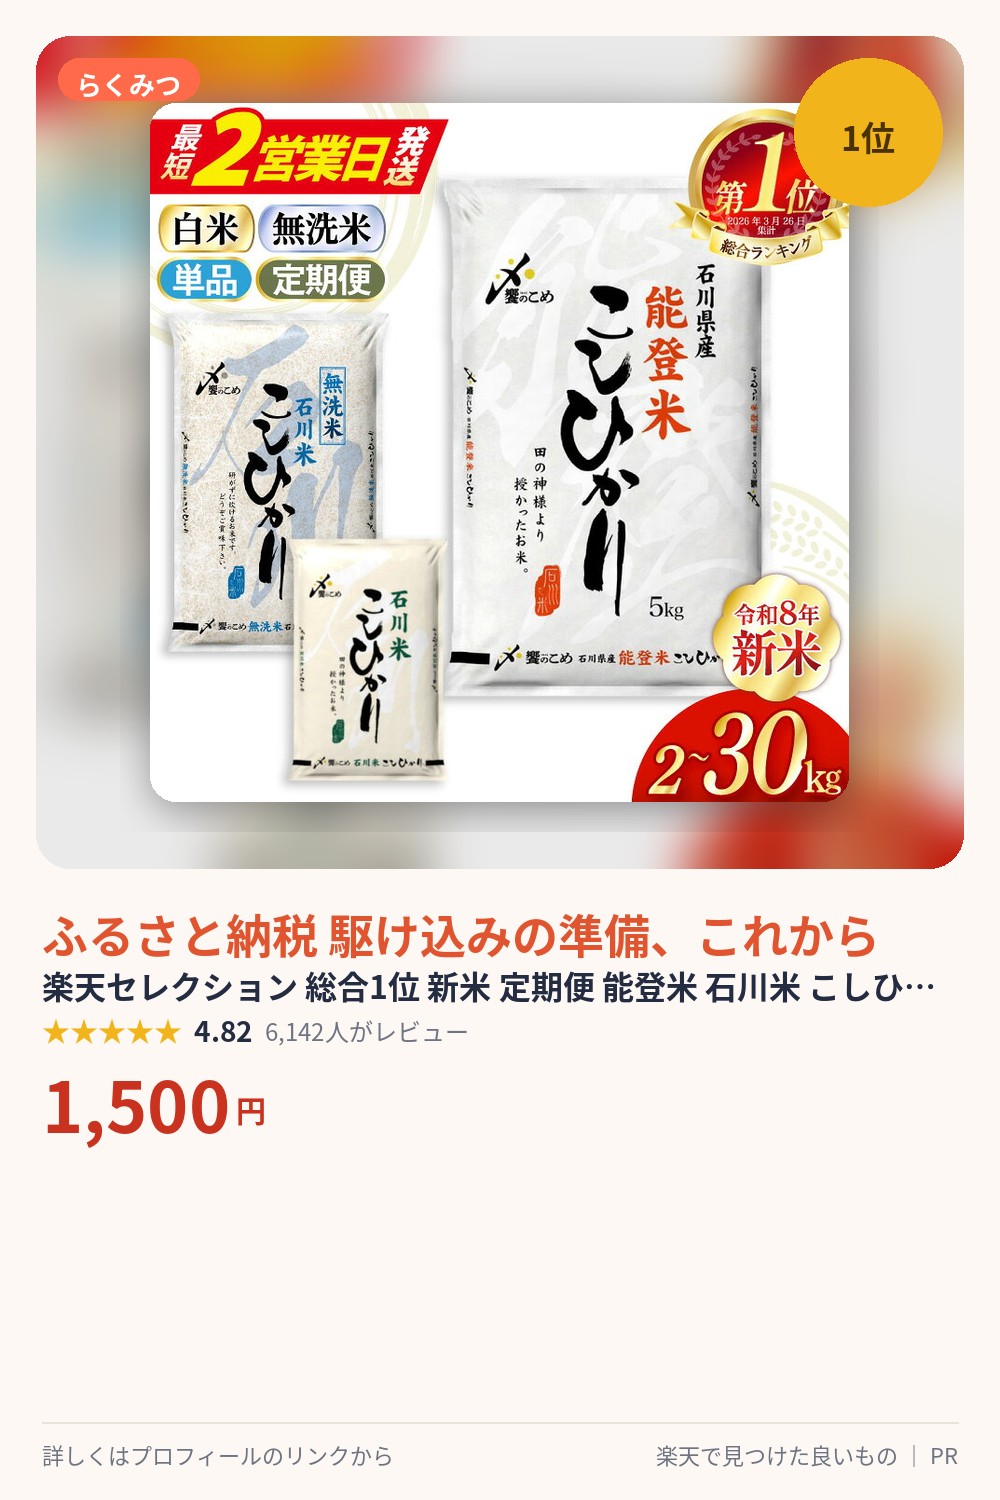 らくみつ
1位
最短2営業日発送
白米
無洗米
単品
定期便
第1位
2026年3月26日
集計
総合ランキング
饗のこめ
石川県産
能登米
こしひかり
田の神様より
授かったお米。
石川米
5kg
饗のこめ 石川県産 能登米 こしひか
饗のこめ
無洗米
石川米
こしひかり
研がずに炊けるお米です
どうぞご賞味下さい。
石川米
饗のこめ 無洗米 石
饗のこめ
石川米
こしひかり
田の神様より
授かったお米。
饗のこめ 石川米 こしひかり
令和8年
新米
2~30kg
ふるさと納税 駆け込みの準備、これから
楽天セレクション 総合1位 新米 定期便 能登米 石川米 こしひ…
★★★★★ 4.82 6,142人がレビュー
1,500円
詳しくはプロフィールのリンクから
楽天で見つけた良いもの | PR